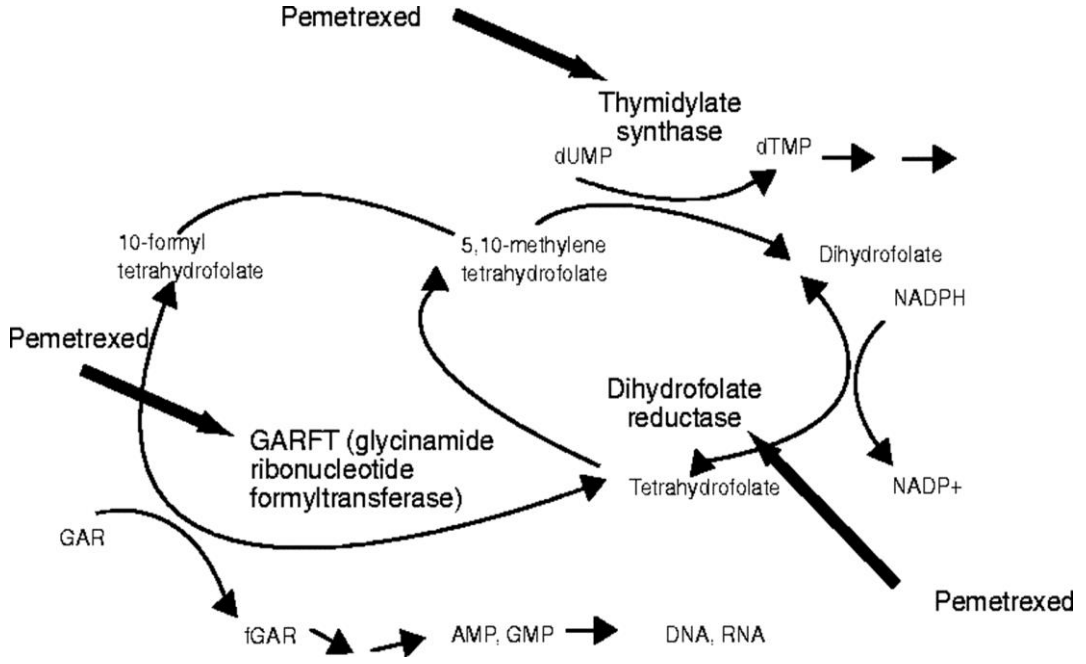 Pemetrexed
Thymidylate
synthase
dUMP
dTMP
10-formyl
tetrahydrofolate
5,10-methylene
tetrahydrofolate
Dihydrofolate
NADPH
Pemetrexed
Dihydrofolate
reductase
GARFT (glycinamide
ribonucleotide
formyltransferase)
Tetrahydrofolate
NADP+
GAR
Pemetrexed
fGAR
AMP, GMP
DNA, RNA